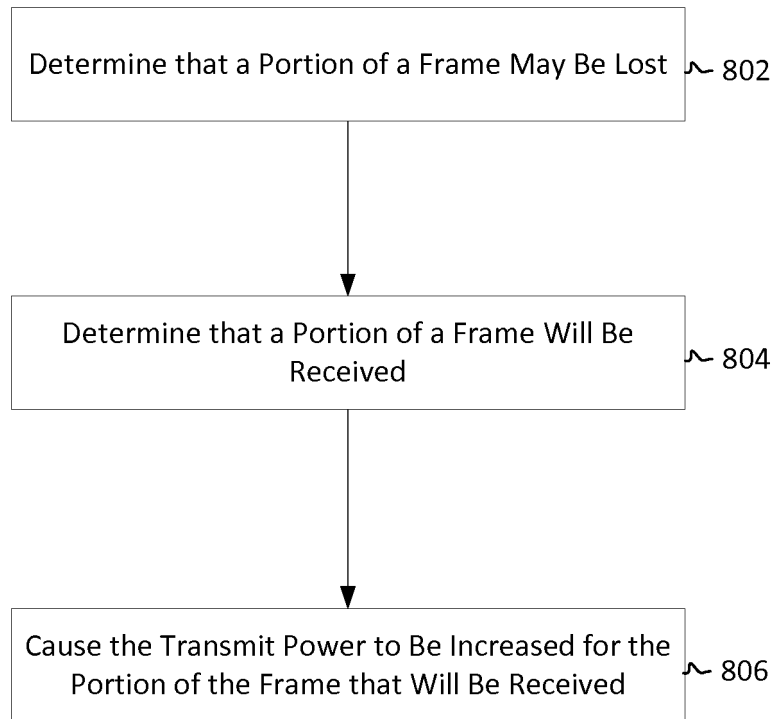 Determine that a Portion of a Frame May Be Lost
802
Determine that a Portion of a Frame Will Be
Received
804
Cause the Transmit Power to Be Increased for the
Portion of the Frame that Will Be Received
806